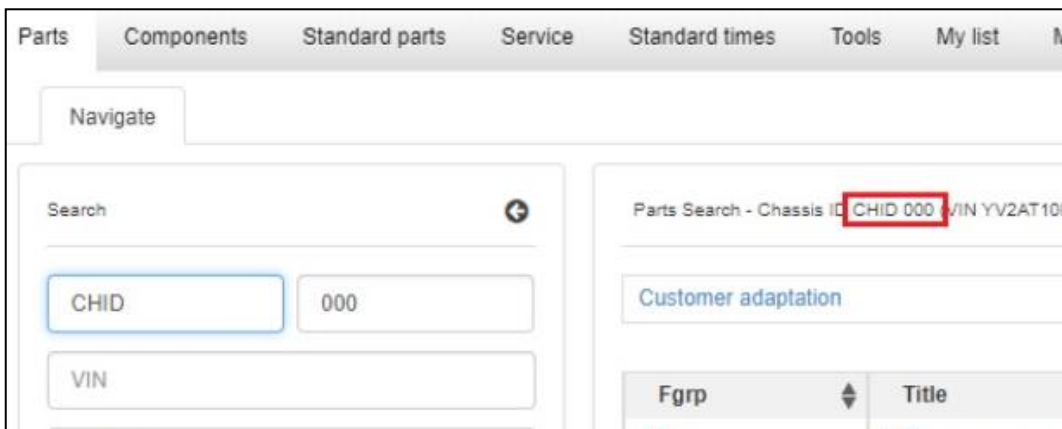 Parts Components Standard parts Service Standard times Tools My list
Navigate
Search
Parts Search - Chassis ID CHID 000 (VIN YV2AT10
CHID 000
Customer adaptation
VIN
Fgrp Title